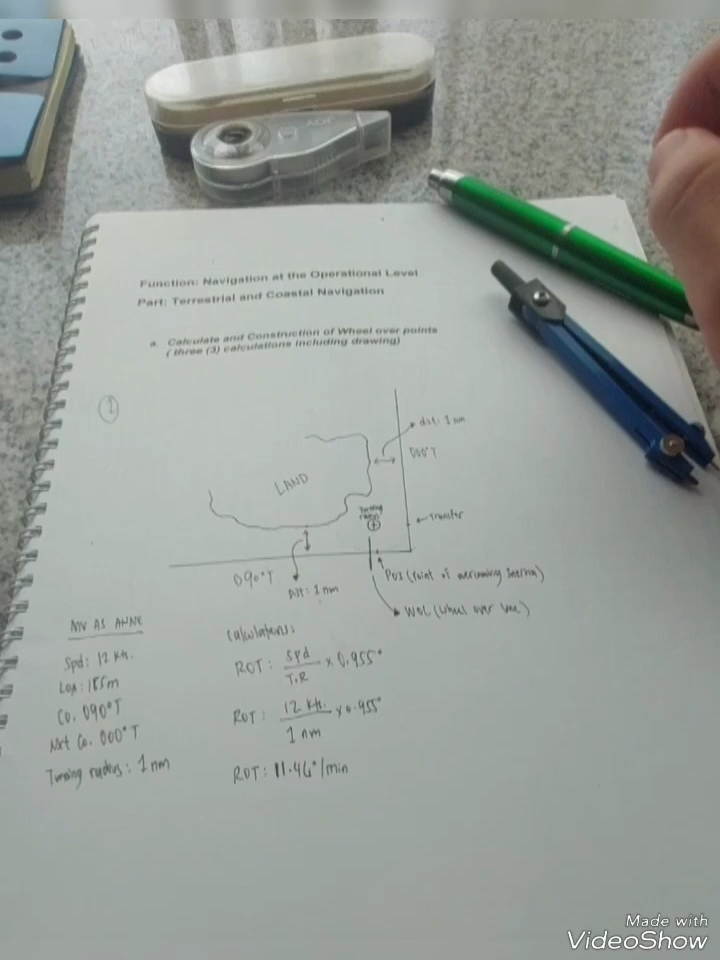 Function: Navigation at the Operational Level
Part: Terrestrial and Coastal Navigation
a. Calculate and Construction of Wheel over points
( three (3) calculations including drawing)
1
dist: 1 nm.
000°T
LAND
Turning
radius
Transfer
090°T
Dist: 1 nm
POI (Point of overcoming inertia)
WOL (Wheel over line)
MV AS ANNE
Spd: 12 kts.
LOA: 185m
Co. 090°T
Nxt Co. 000°T
Turning radius: 1 nm
Calculations:
ROT: Spd / T.R x 0.955°
ROT: 12 kts. / 1 nm x 0.955°
ROT: 11.46°/min
Made with
VideoShow